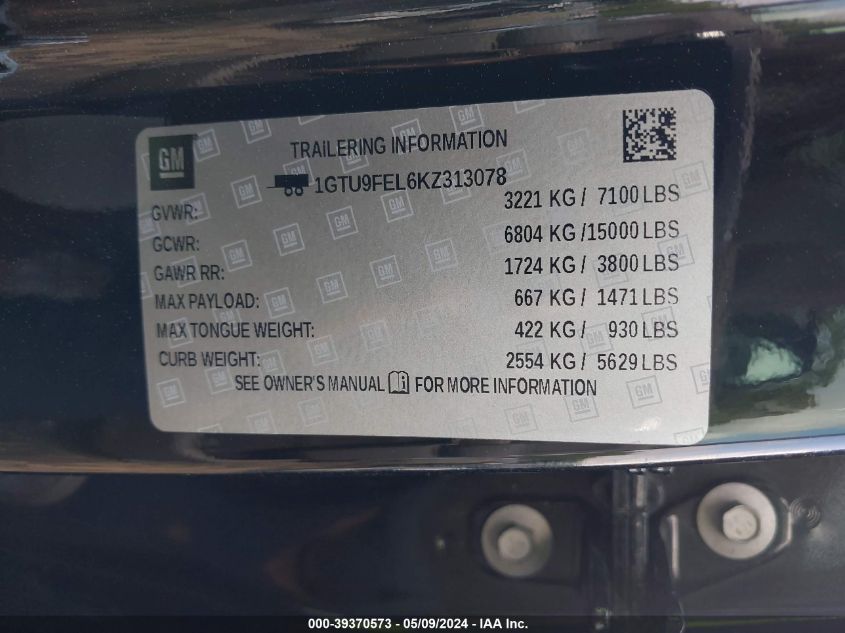 GM
TRAILERING INFORMATION
1GTU9FEL6KZ313078
GVWR: 3221 KG / 7100 LBS
GCWR: 6804 KG /15000 LBS
GAWR RR: 1724 KG / 3800 LBS
MAX PAYLOAD: 667 KG / 1471 LBS
MAX TONGUE WEIGHT: 422 KG / 930 LBS
CURB WEIGHT: 2554 KG / 5629 LBS
SEE OWNER'S MANUAL FOR MORE INFORMATION
000-39370573 - 05/09/2024 - IAA Inc.